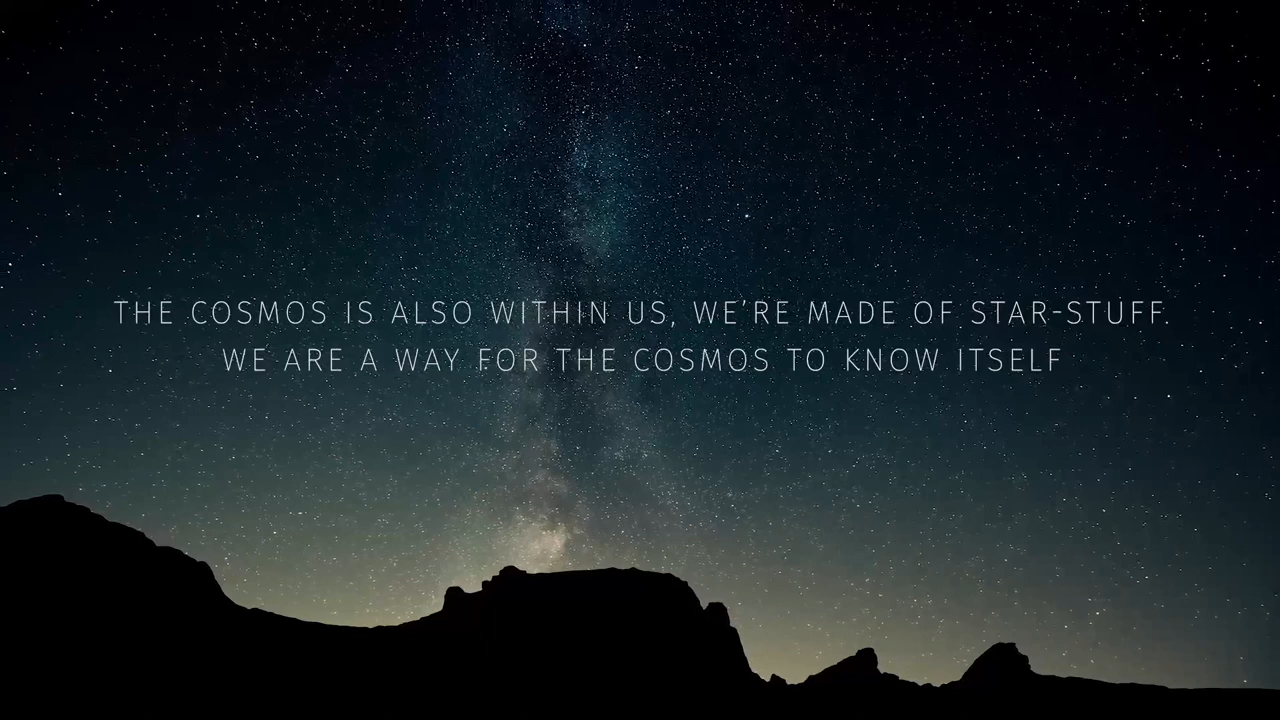 THE COSMOS IS ALSO WITHIN US, WE’RE MADE OF STAR-STUFF.
WE ARE A WAY FOR THE COSMOS TO KNOW ITSELF